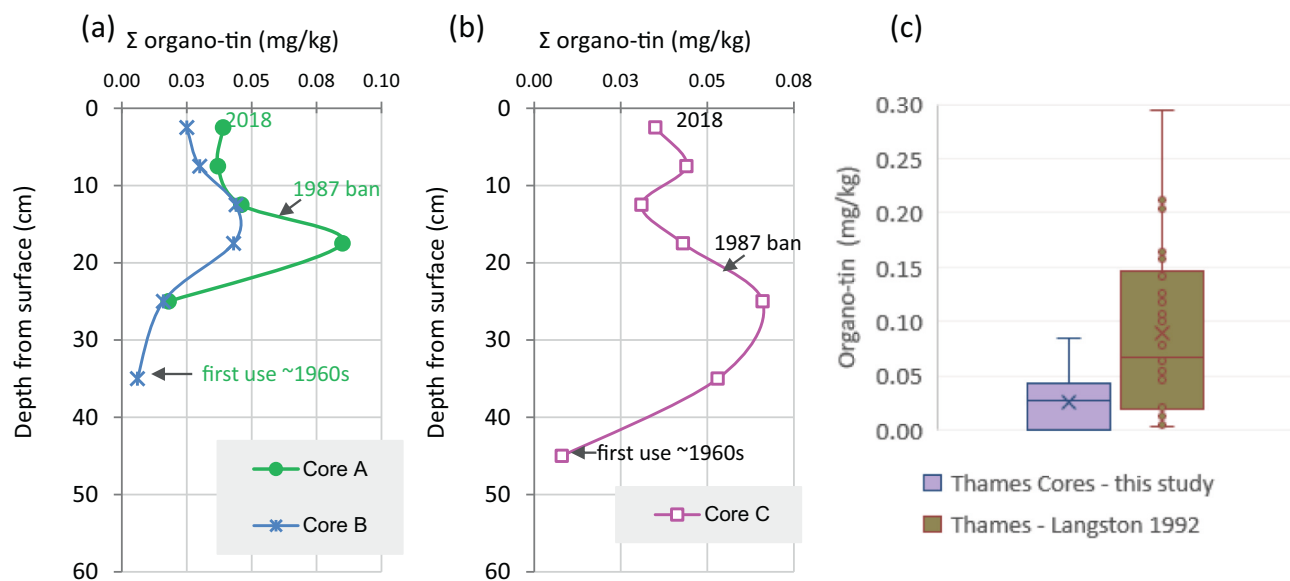 (a)
Σ organo-tin (mg/kg)
0.00 0.03 0.05 0.08 0.10
0
10
20
30
40
50
60
Depth from surface (cm)
2018
1987 ban
first use ~1960s
Core A
Core B
(b)
Σ organo-tin (mg/kg)
0.00 0.03 0.05 0.08
0
10
20
30
40
50
60
Depth from surface (cm)
2018
1987 ban
first use ~1960s
Core C
(c)
0.30
0.25
0.20
0.15
0.10
0.05
0.00
Organo-tin (mg/kg)
Thames Cores - this study
Thames - Langston 1992